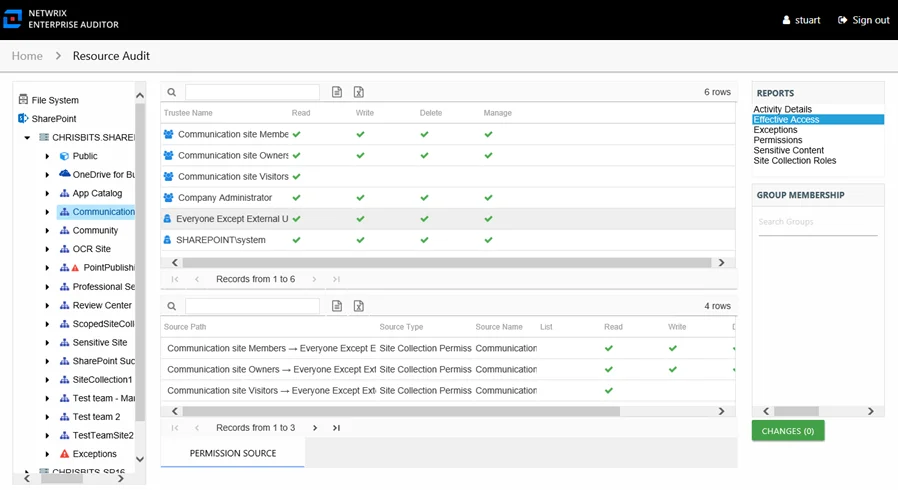 NETWRIX
ENTERPRISE AUDITOR
stuart
Sign out
Home > Resource Audit
File System
SharePoint
CHRISBITS.SHAREI
Public
OneDrive for Bu
App Catalog
Communication
Community
OCR Site
PointPublishi
Professional Se
Review Center
ScopedSiteColl
Sensitive Site
SharePoint Suc
SiteCollection1
Test team - Mar
Test team 2
TestTeamSite2
Exceptions
CHRISBITS.SP16
6 rows
Trustee Name Read Write Delete Manage
Communication site Membe
Communication site Owners
Communication site Visitors
Company Administrator
Everyone Except External U
SHAREPOINT\system
Records from 1 to 6
4 rows
Source Path Source Type Source Name List Read Write D
Communication site Members → Everyone Except E Site Collection Permiss Communication
Communication site Owners → Everyone Except Ext Site Collection Permiss Communication
Communication site Visitors → Everyone Except Ext Site Collection Permiss Communication
Records from 1 to 3
PERMISSION SOURCE
REPORTS
Activity Details
Effective Access
Exceptions
Permissions
Sensitive Content
Site Collection Roles
GROUP MEMBERSHIP
Search Groups
CHANGES (0)